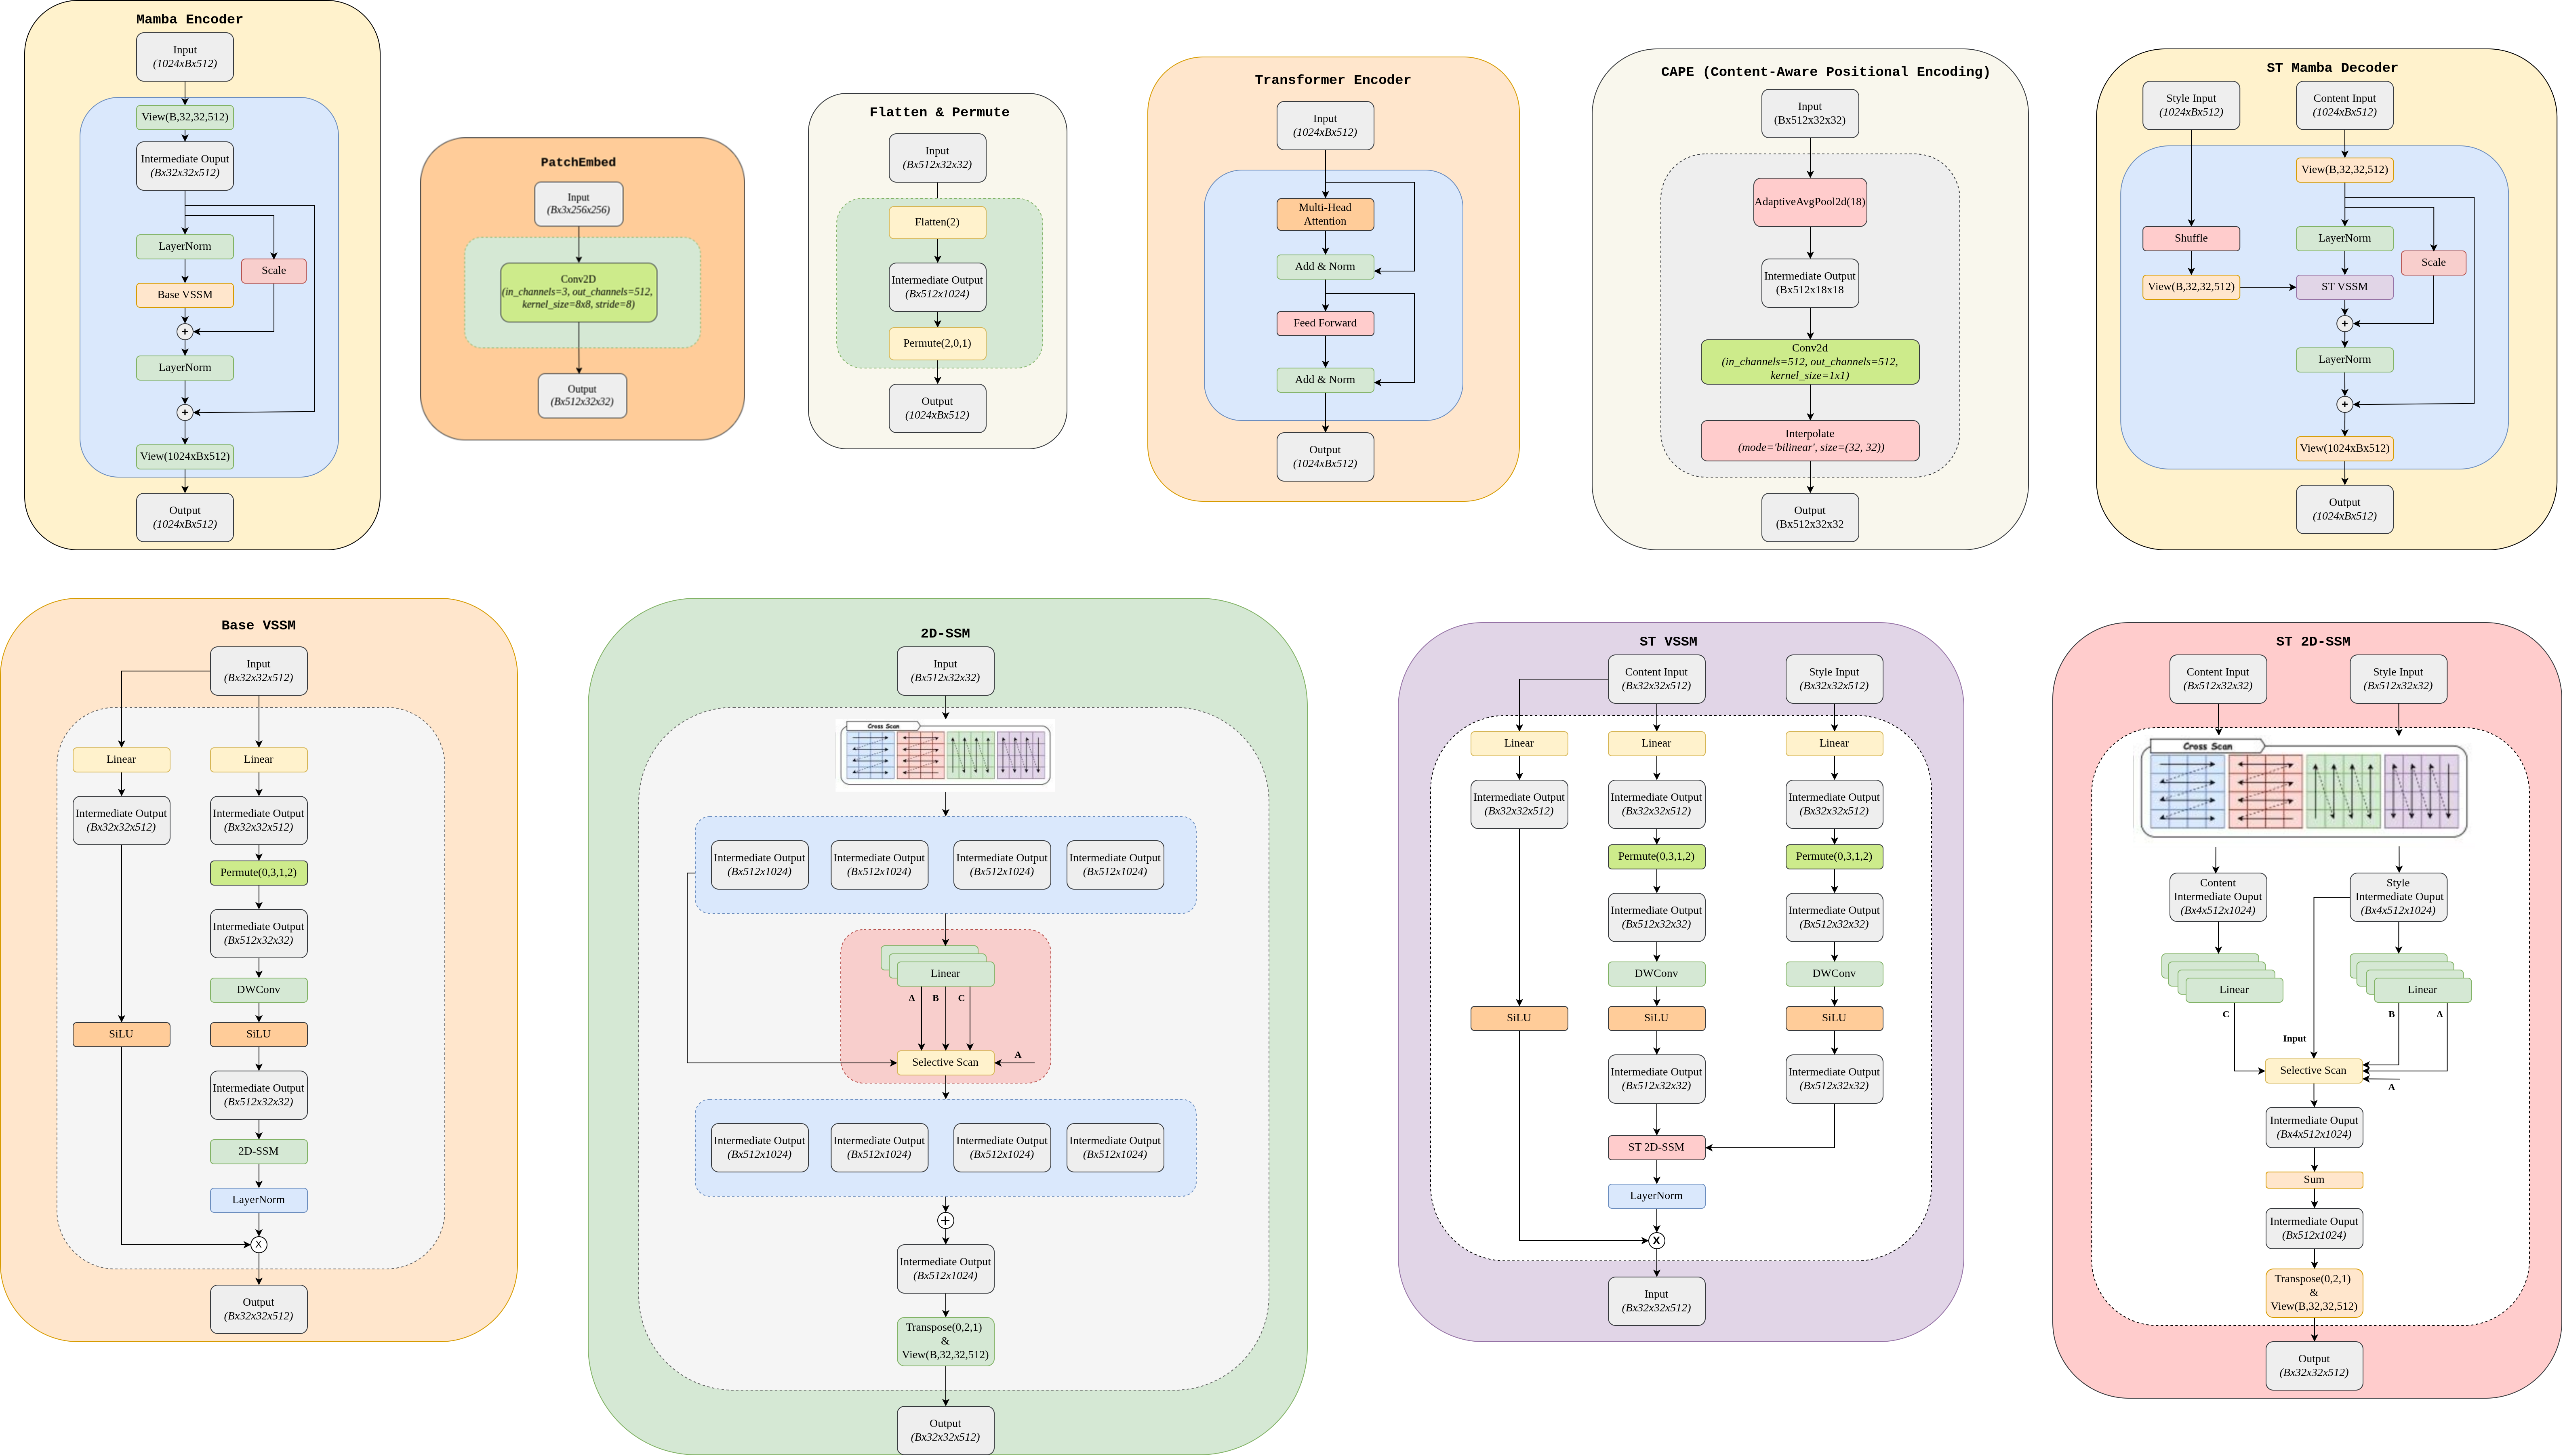 Mamba Encoder
Input
(1024xBx512)
View(B,32,32,512)
Intermediate Ouput
(Bx32x32x512)
LayerNorm
Scale
Base VSSM
+
LayerNorm
+
View(1024xBx512)
Output
(1024xBx512)
PatchEmbed
Input
(Bx3x256x256)
Conv2D
(in_channels=3, out_channels=512,
kernel_size=8x8, stride=8)
Output
(Bx512x32x32)
Flatten & Permute
Input
(Bx512x32x32)
Flatten(2)
Intermediate Output
(Bx512x1024)
Permute(2,0,1)
Output
(1024xBx512)
Transformer Encoder
Input
(1024xBx512)
Multi-Head
Attention
Add & Norm
Feed Forward
Add & Norm
Output
(1024xBx512)
CAPE (Content-Aware Positional Encoding)
Input
(Bx512x32x32)
AdaptiveAvgPool2d(18)
Intermediate Output
(Bx512x18x18
Conv2d
(in_channels=512, out_channels=512,
kernel_size=1x1)
Interpolate
(mode='bilinear', size=(32, 32))
Output
(Bx512x32x32
ST Mamba Decoder
Style Input
(1024xBx512)
Content Input
(1024xBx512)
View(B,32,32,512)
Shuffle
LayerNorm
Scale
View(B,32,32,512)
ST VSSM
+
LayerNorm
+
View(1024xBx512)
Output
(1024xBx512)
Base VSSM
Input
(Bx32x32x512)
Linear
Linear
Intermediate Output
(Bx32x32x512)
Intermediate Output
(Bx32x32x512)
Permute(0,3,1,2)
Intermediate Output
(Bx512x32x32)
DWConv
SiLU
SiLU
Intermediate Output
(Bx512x32x32)
2D-SSM
LayerNorm
X
Output
(Bx32x32x512)
2D-SSM
Input
(Bx512x32x32)
Cross Scan
Intermediate Output
(Bx512x1024)
Intermediate Output
(Bx512x1024)
Intermediate Output
(Bx512x1024)
Intermediate Output
(Bx512x1024)
Linear
Δ B C
Selective Scan
A
Intermediate Output
(Bx512x1024)
Intermediate Output
(Bx512x1024)
Intermediate Output
(Bx512x1024)
Intermediate Output
(Bx512x1024)
+
Intermediate Output
(Bx512x1024)
Transpose(0,2,1)
&
View(B,32,32,512)
Output
(Bx32x32x512)
ST VSSM
Content Input
(Bx32x32x512)
Style Input
(Bx32x32x512)
Linear
Linear
Linear
Intermediate Output
(Bx32x32x512)
Intermediate Output
(Bx32x32x512)
Intermediate Output
(Bx32x32x512)
Permute(0,3,1,2)
Permute(0,3,1,2)
Intermediate Output
(Bx512x32x32)
Intermediate Output
(Bx512x32x32)
DWConv
DWConv
SiLU
SiLU
SiLU
Intermediate Output
(Bx512x32x32)
Intermediate Output
(Bx512x32x32)
ST 2D-SSM
LayerNorm
X
Input
(Bx32x32x512)
ST 2D-SSM
Content Input
(Bx512x32x32)
Style Input
(Bx512x32x32)
Cross Scan
Content
Intermediate Ouput
(Bx4x512x1024)
Style
Intermediate Ouput
(Bx4x512x1024)
Linear
Linear
C
B
Δ
Input
Selective Scan
A
Intermediate Ouput
(Bx4x512x1024)
Sum
Intermediate Ouput
(Bx512x1024)
Transpose(0,2,1)
&
View(B,32,32,512)
Output
(Bx32x32x512)